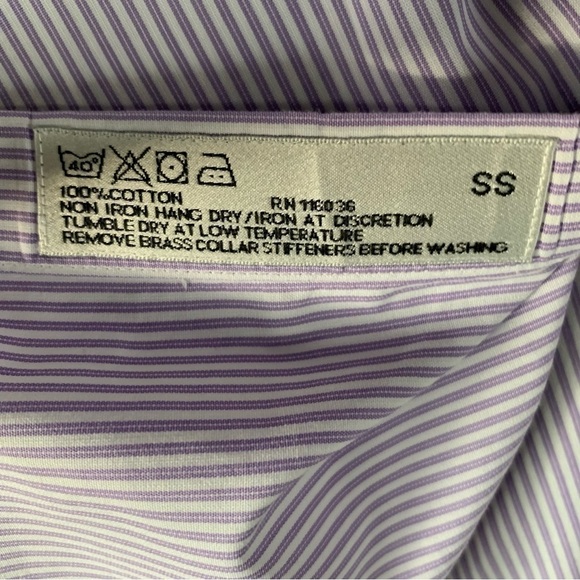 40°
SS
100%COTTON RN 116036
NON IRON HANG DRY/IRON AT DISCRETION
TUMBLE DRY AT LOW TEMPERATURE
REMOVE BRASS COLLAR STIFFENERS BEFORE WASHING